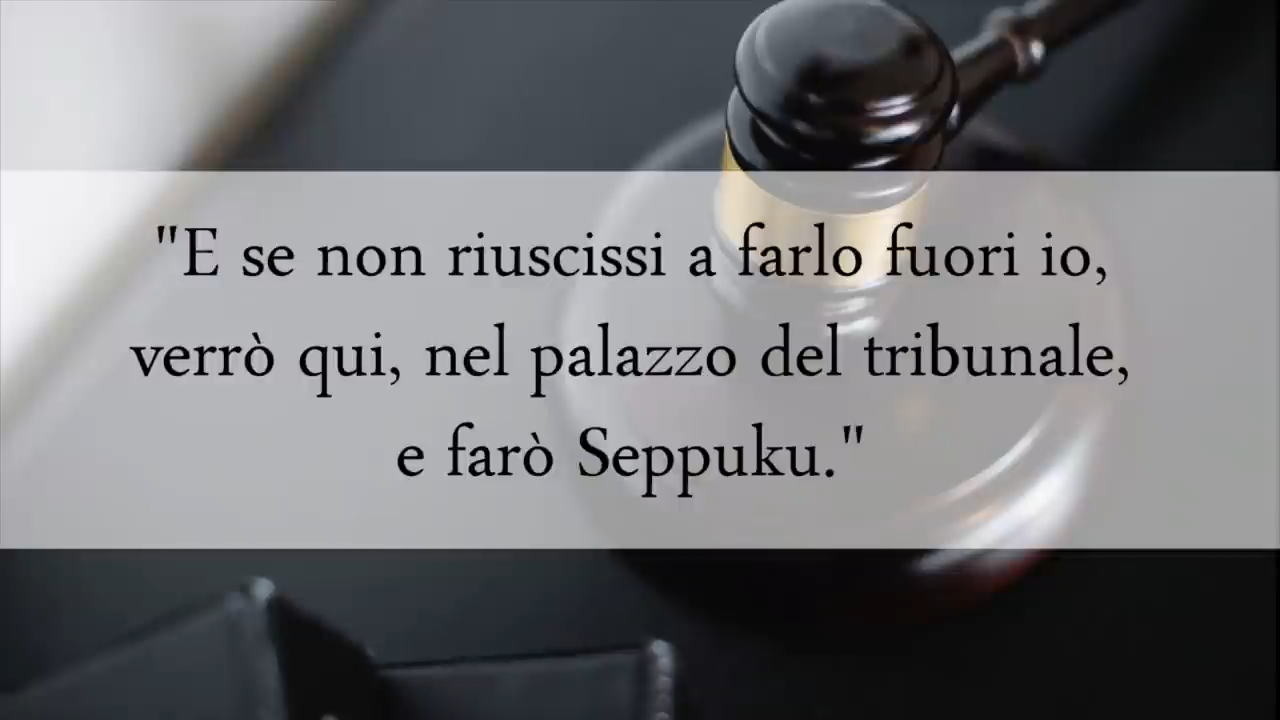 "E se non riuscissi a farlo fuori io,
verrò qui, nel palazzo del tribunale,
e farò Seppuku."